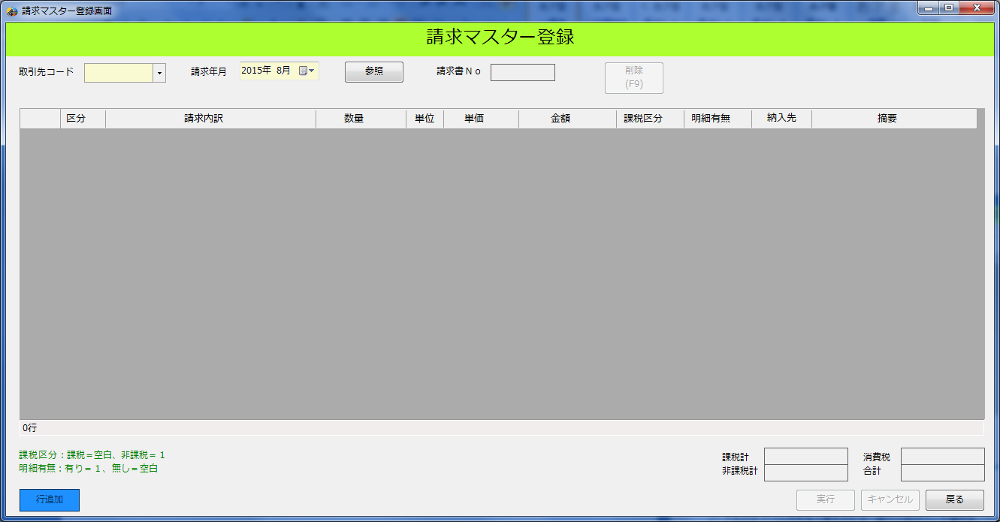 請求マスター登録画面
請求マスター登録
取引先コード 請求年月 2015年 8月 参照 請求書Ｎｏ 削除
(F9)
区分 請求内訳 数量 単位 単価 金額 課税区分 明細有無 納入先 摘要
0行
課税区分：課税＝空白、非課税＝１
明細有無：有り＝１、無し＝空白
課税計 消費税
非課税計 合計
行追加 実行 キャンセル 戻る